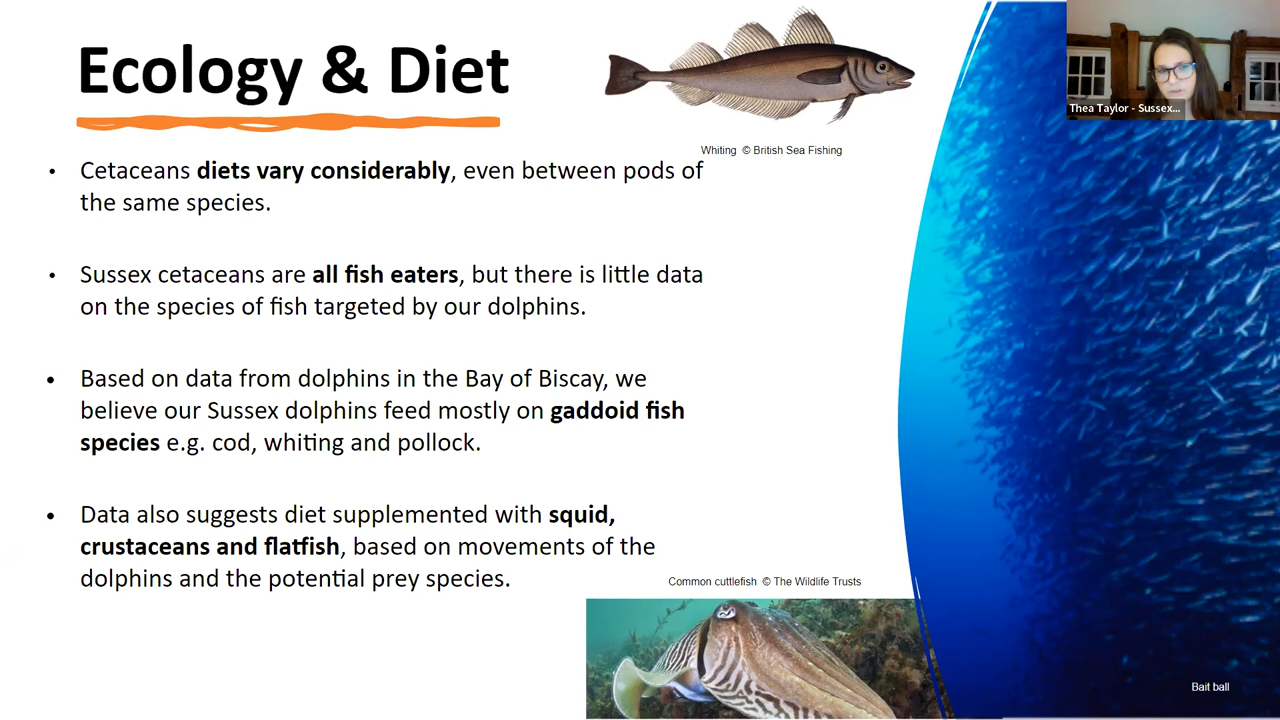 Ecology & Diet
Thea Taylor - Sussex...
Whiting © British Sea Fishing
• Cetaceans diets vary considerably, even between pods of
the same species.
• Sussex cetaceans are all fish eaters, but there is little data
on the species of fish targeted by our dolphins.
• Based on data from dolphins in the Bay of Biscay, we
believe our Sussex dolphins feed mostly on gaddoid fish
species e.g. cod, whiting and pollock.
• Data also suggests diet supplemented with squid,
crustaceans and flatfish, based on movements of the
dolphins and the potential prey species.
Common cuttlefish © The Wildlife Trusts
Bait ball